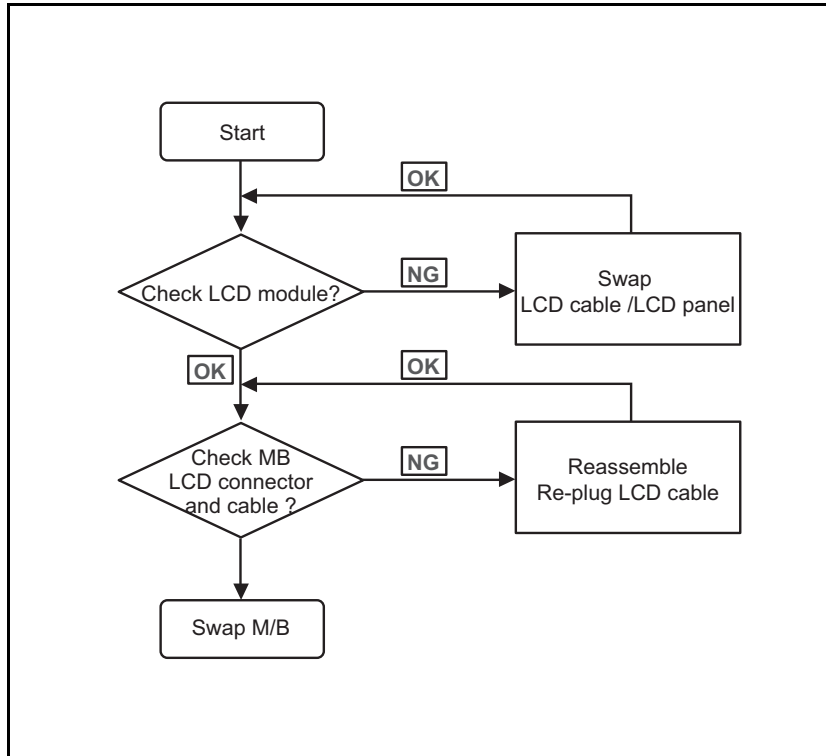 Start
OK
Check LCD module?
NG
Swap
LCD cable /LCD panel
OK
OK
Check MB
LCD connector
and cable ?
NG
Reassemble
Re-plug LCD cable
Swap M/B